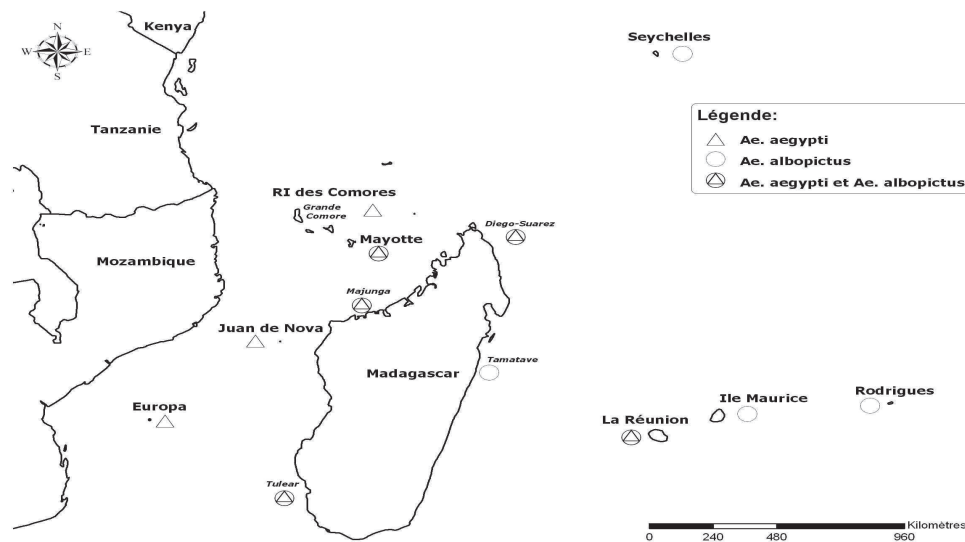 Kenya
N
W
E
S
Tanzanie
Seychelles
Légende:
Ae. aegypti
Ae. albopictus
Ae. aegypti et Ae. albopictus
RI des Comores
Grande
Comore
Diego-Suarez
Mayotte
Mozambique
Majunga
Juan de Nova
Madagascar
Tamatave
Europa
La Réunion
Ile Maurice
Rodrigues
Tulear
Kilomètres
0 240 480 960